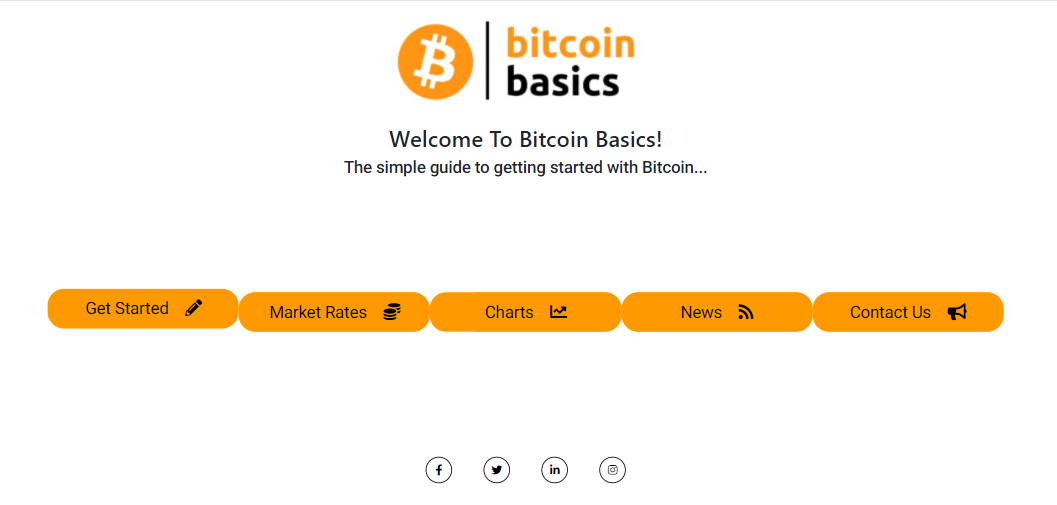 bitcoin
basics
Welcome To Bitcoin Basics!
The simple guide to getting started with Bitcoin...
Get Started
Market Rates
Charts
News
Contact Us